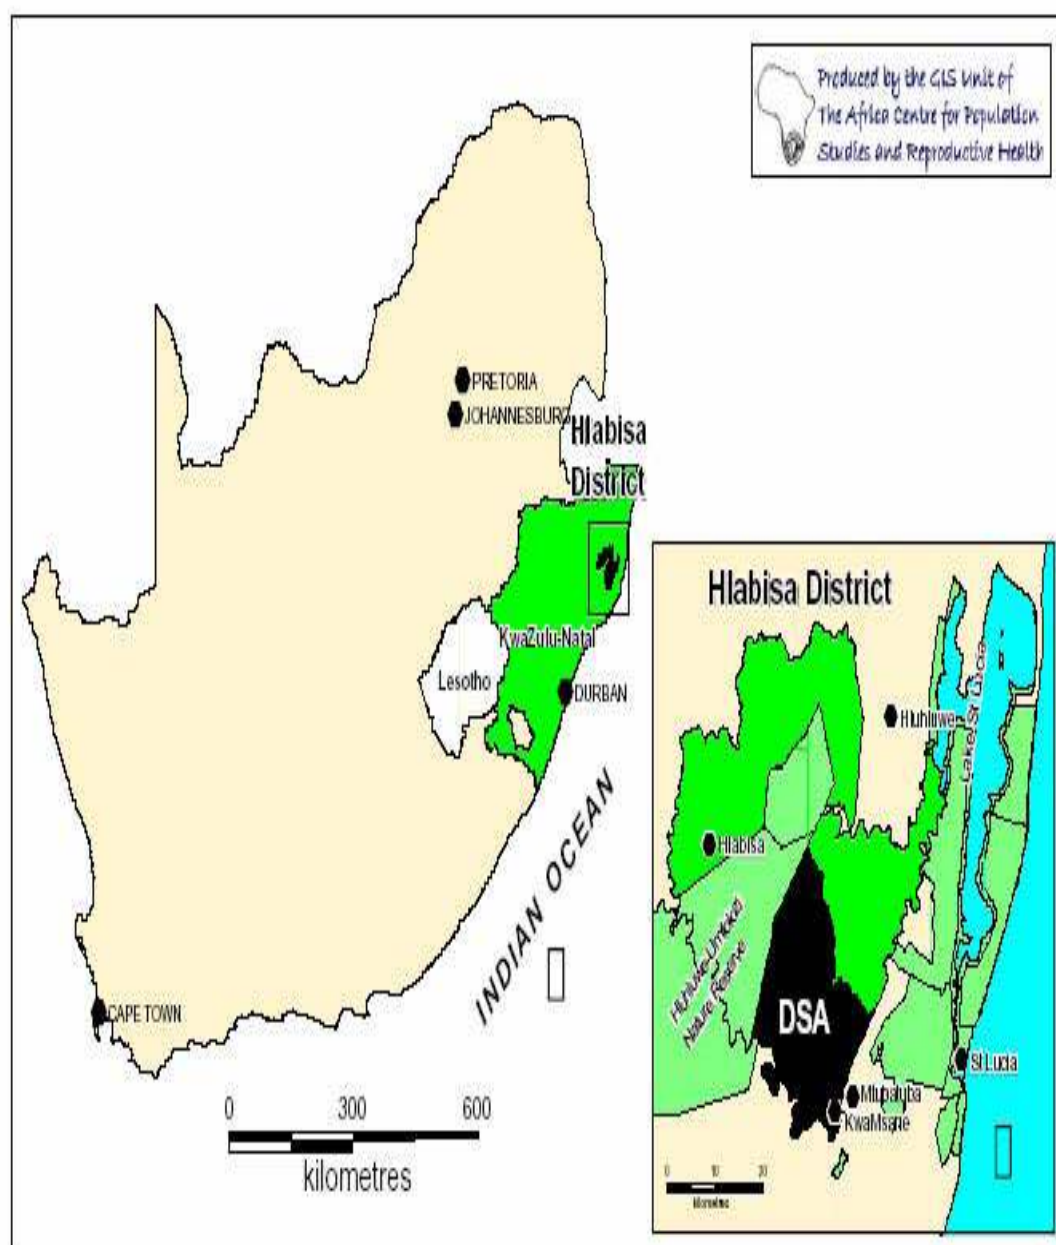 Produced by the GIS Unit of
The Africa Centre for Population
Studies and Reproductive Health
PRETORIA
JOHANNESBURG
Hlabisa
District
KwaZulu-Natal
Lesotho
DURBAN
INDIAN OCEAN
CAPE TOWN
0 300 600
kilometres
Hlabisa District
Lake St Lucia
Hluhluwe
Hlabisa
Hluhluwe-Umfolozi
Nature Reserve
DSA
St Lucia
Mtubatuba
KwaMsane
0 10 20
kilometres